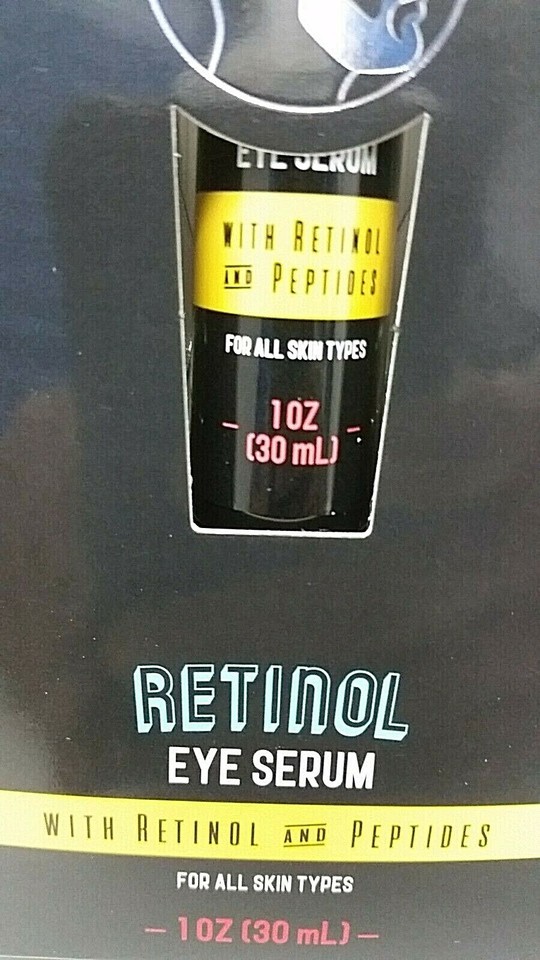 EYE SERUM
WITH RETINOL
AND PEPTIDES
FOR ALL SKIN TYPES
– 1 OZ –
(30 mL)
RETINOL
EYE SERUM
WITH RETINOL AND PEPTIDES
FOR ALL SKIN TYPES
– 1 OZ (30 mL) –